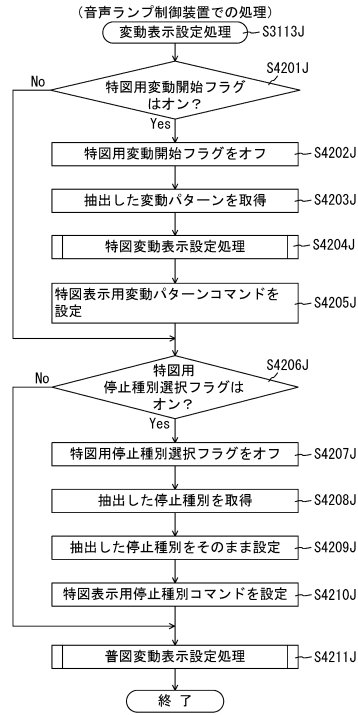 (音声ランプ制御装置での処理)
変動表示設定処理
S3113J
S4201J
特図用変動開始フラグ
はオン?
No
Yes
特図用変動開始フラグをオフ
S4202J
抽出した変動パターンを取得
S4203J
特図変動表示設定処理
S4204J
特図表示用変動パターンコマンドを
設定
S4205J
S4206J
特図用
停止種別選択フラグは
オン?
No
Yes
特図用停止種別選択フラグをオフ
S4207J
抽出した停止種別を取得
S4208J
抽出した停止種別をそのまま設定
S4209J
特図表示用停止種別コマンドを設定
S4210J
普図変動表示設定処理
S4211J
終了